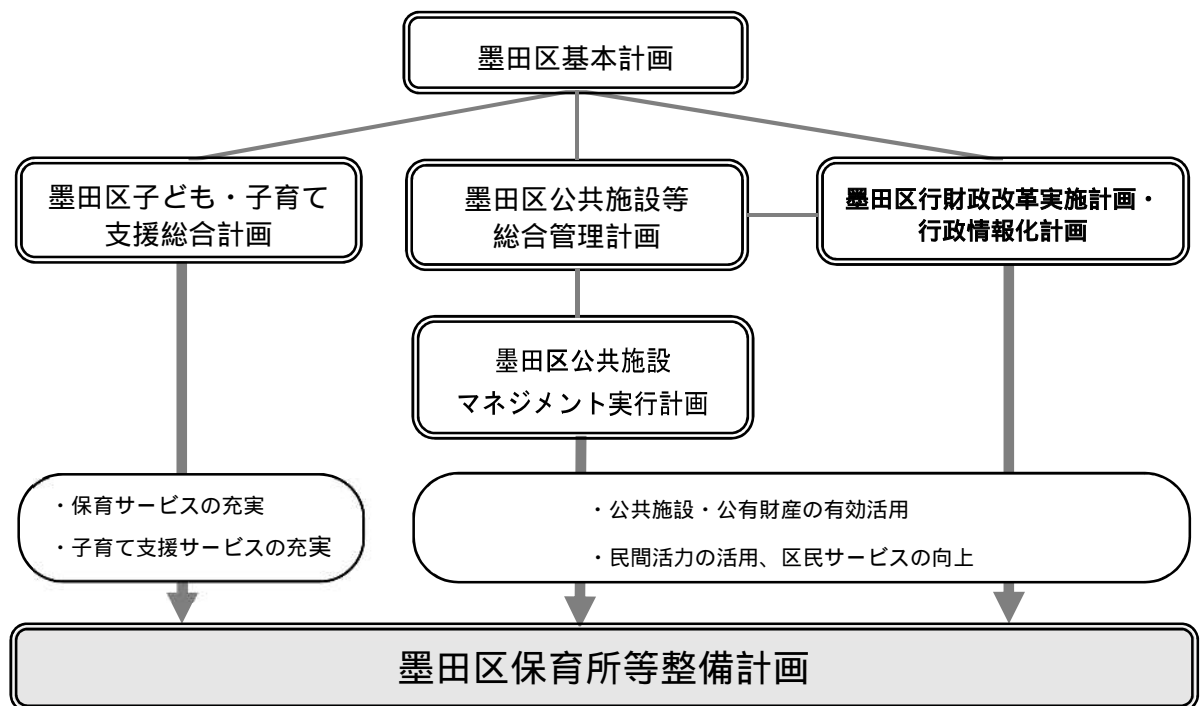 墨田区基本計画
墨田区子ども・子育て
支援総合計画
墨田区公共施設等
総合管理計画
墨田区行財政改革実施計画・
行政情報化計画
墨田区公共施設
マネジメント実行計画
・保育サービスの充実
・子育て支援サービスの充実
・公共施設・公有財産の有効活用
・民間活力の活用、区民サービスの向上
墨田区保育所等整備計画